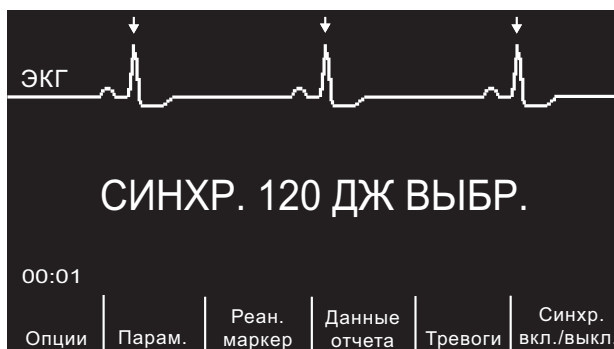 ЭКГ
СИНХР. 120 ДЖ ВЫБР.
00:01
Опции
Парам.
Реан.
маркер
Данные
отчета
Тревоги
Синхр.
вкл./выкл